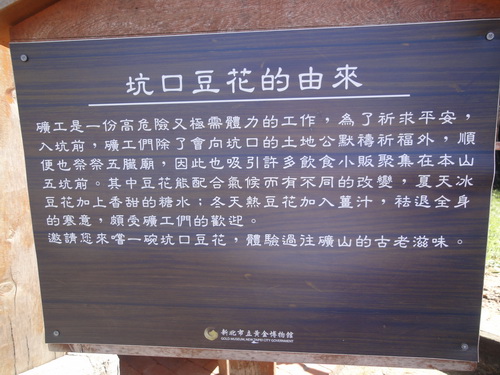 坑口豆花的由來
礦工是一份高危險又極需體力的工作，為了祈求平安，
入坑前，礦工們除了會向坑口的土地公默禱祈福外，順
便也祭祭五臟廟，因此也吸引許多飲食小販聚集在本山
五坑前。其中豆花能配合氣候而有不同的改變，夏天冰
豆花加上香甜的糖水；冬天熱豆花加入薑汁，祛退全身
的寒意，頗受礦工們的歡迎。
邀請您來嚐一碗坑口豆花，體驗過往礦山的古老滋味。
新北市立黃金博物館
GOLD MUSEUM, NEW TAIPEI CITY GOVERNMENT